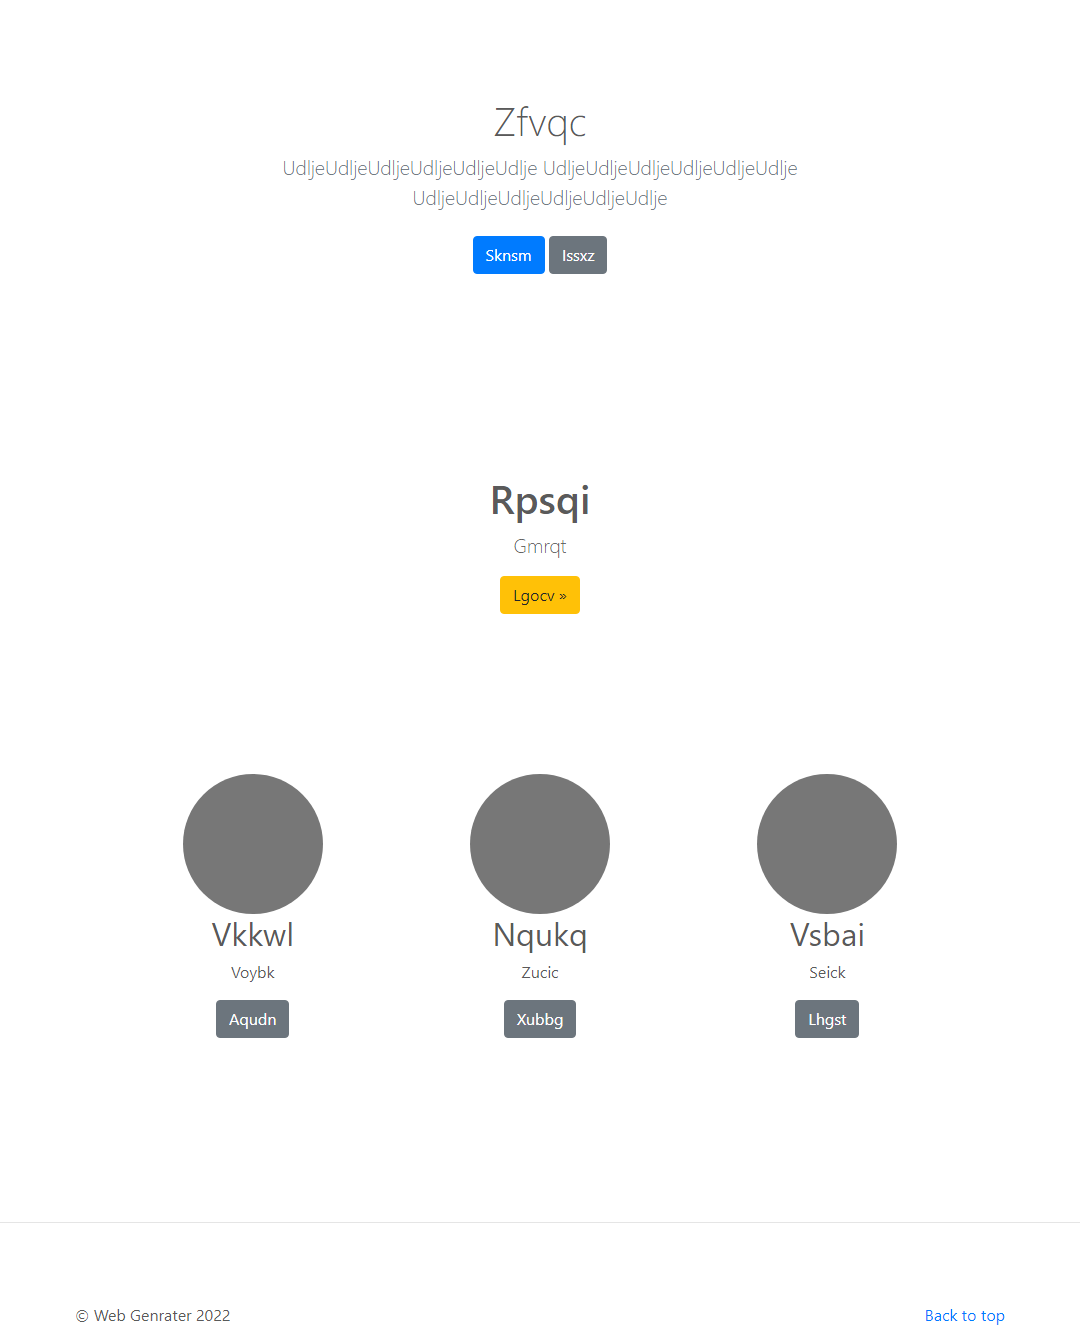 Zfvqc
UdljeUdljeUdljeUdljeUdljeUdlje UdljeUdljeUdljeUdljeUdljeUdlje
UdljeUdljeUdljeUdljeUdljeUdlje
Sknsm Issxz
Rpsqi
Gmrqt
Lgocv »
Vkkwl Nqukq Vsbai
Voybk Zucic Seick
Aqudn Xubbg Lhgst
© Web Genrater 2022 Back to top